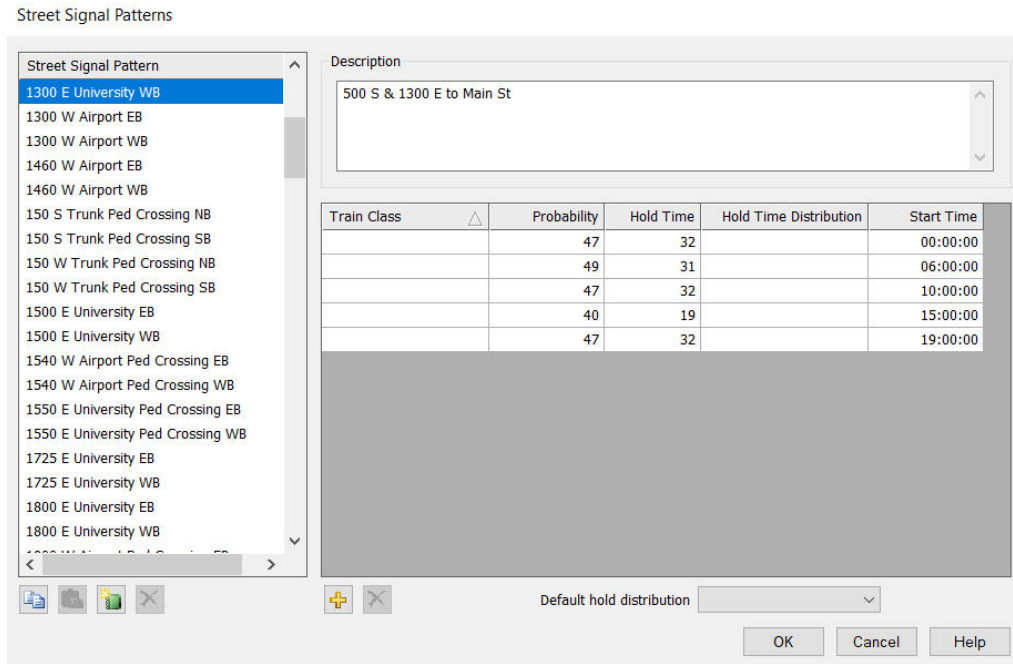 Street Signal Patterns
Street Signal Pattern
1300 E University WB
1300 W Airport EB
1300 W Airport WB
1460 W Airport EB
1460 W Airport WB
150 S Trunk Ped Crossing NB
150 S Trunk Ped Crossing SB
150 W Trunk Ped Crossing NB
150 W Trunk Ped Crossing SB
1500 E University EB
1500 E University WB
1540 W Airport Ped Crossing EB
1540 W Airport Ped Crossing WB
1550 E University Ped Crossing EB
1550 E University Ped Crossing WB
1725 E University EB
1725 E University WB
1800 E University EB
1800 E University WB
Description
500 S & 1300 E to Main St
Train Class Probability Hold Time Hold Time Distribution Start Time
47 32 00:00:00
49 31 06:00:00
47 32 10:00:00
40 19 15:00:00
47 32 19:00:00
Default hold distribution
OK Cancel Help